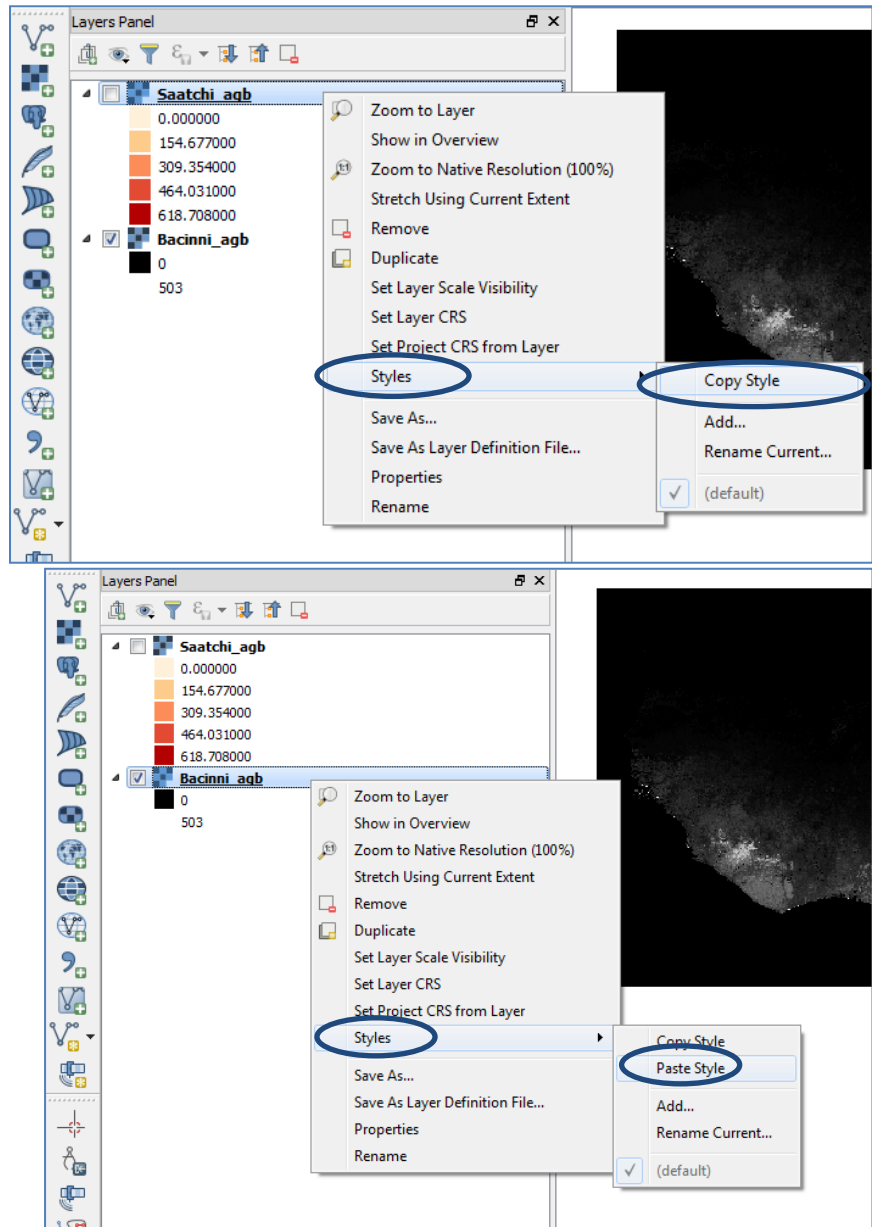 Layers Panel
Saatchi_agb
0.000000
154.677000
309.354000
464.031000
618.708000
Bacinni_agb
0
503
Zoom to Layer
Show in Overview
Zoom to Native Resolution (100%)
Stretch Using Current Extent
Remove
Duplicate
Set Layer Scale Visibility
Set Layer CRS
Set Project CRS from Layer
Styles
Save As...
Save As Layer Definition File...
Properties
Rename
Copy Style
Add...
Rename Current...
(default)
Layers Panel
Saatchi_agb
0.000000
154.677000
309.354000
464.031000
618.708000
Bacinni_agb
0
503
Zoom to Layer
Show in Overview
Zoom to Native Resolution (100%)
Stretch Using Current Extent
Remove
Duplicate
Set Layer Scale Visibility
Set Layer CRS
Set Project CRS from Layer
Styles
Save As...
Save As Layer Definition File...
Properties
Rename
Copy Style
Paste Style
Add...
Rename Current...
(default)